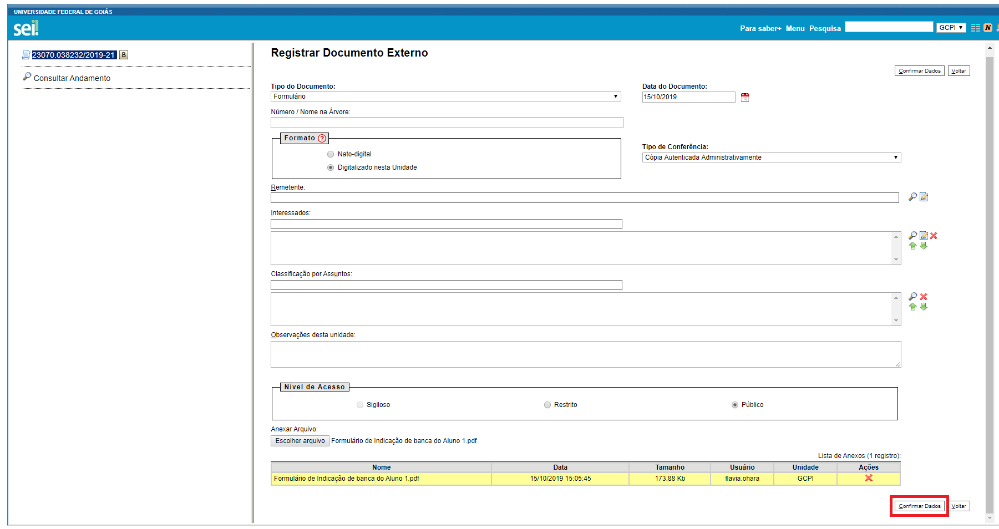 UNIVERSIDADE FEDERAL DE GOIÁS
sei!
Para saber+ Menu Pesquisa GCPI N
23070.038232/2019-21 B
Consultar Andamento
Registrar Documento Externo
Confirmar Dados Voltar
Tipo do Documento: Data do Documento:
Formulário 15/10/2019
Número / Nome na Árvore:
Formato ?
Nato-digital
Digitalizado nesta Unidade
Tipo de Conferência:
Cópia Autenticada Administrativamente
Remetente:
Interessados:
Classificação por Assuntos:
Observações desta unidade:
Nível de Acesso
Sigiloso Restrito Público
Anexar Arquivo:
Escolher arquivo Formulário de Indicação de banca do Aluno 1.pdf
Lista de Anexos (1 registro):
Nome Data Tamanho Usuário Unidade Ações
Formulário de Indicação de banca do Aluno 1.pdf 15/10/2019 15:05:45 173.88 Kb flavia.ohara GCPI
Confirmar Dados Voltar